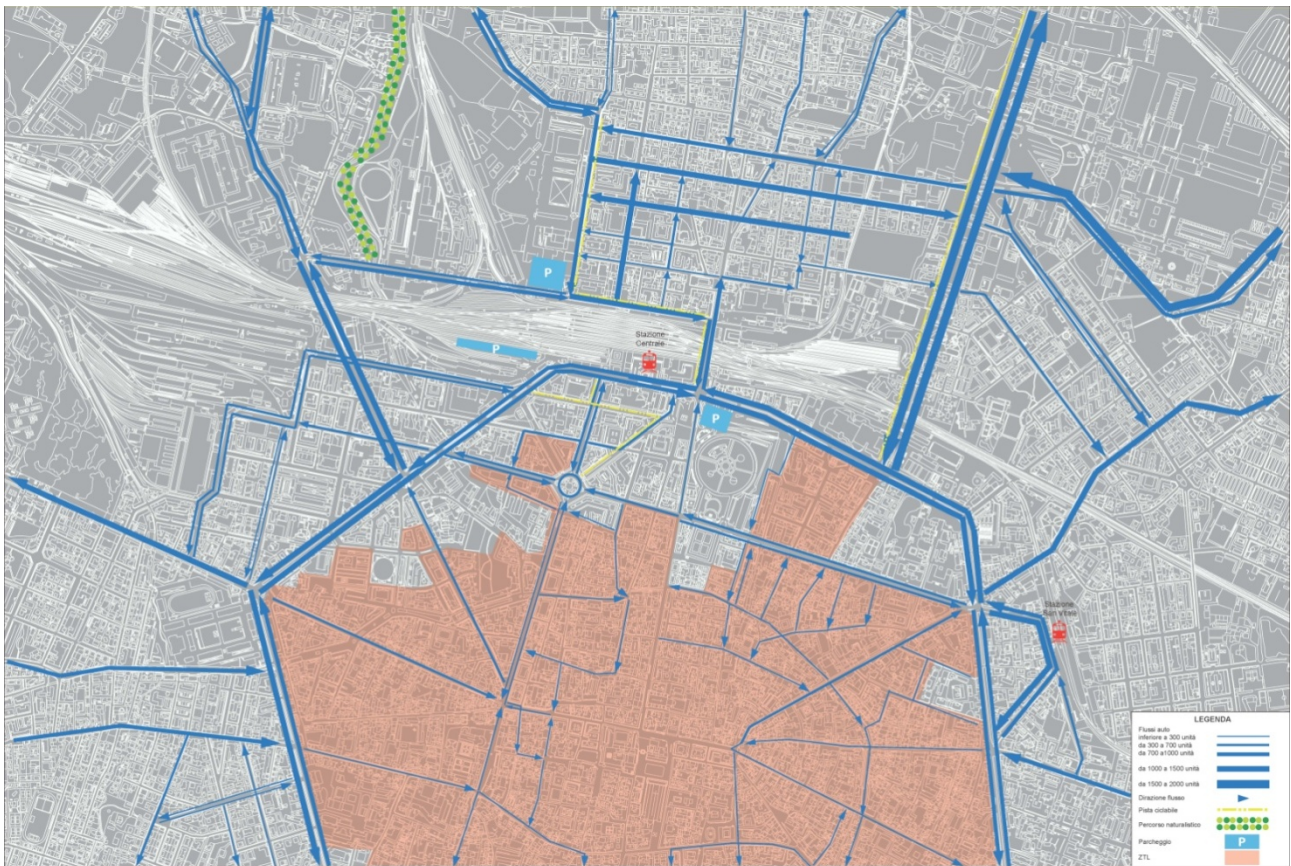 P
Stazione
Centrale
P
P
Stazione
San Vitale
LEGENDA
Flussi auto
inferiore a 300 unità
da 300 a 700 unità
da 700 a1000 unità
da 1000 a 1500 unità
da 1500 a 2000 unità
Direzione flusso
Pista ciclabile
Percorso naturalistico
Parcheggio
P
ZTL